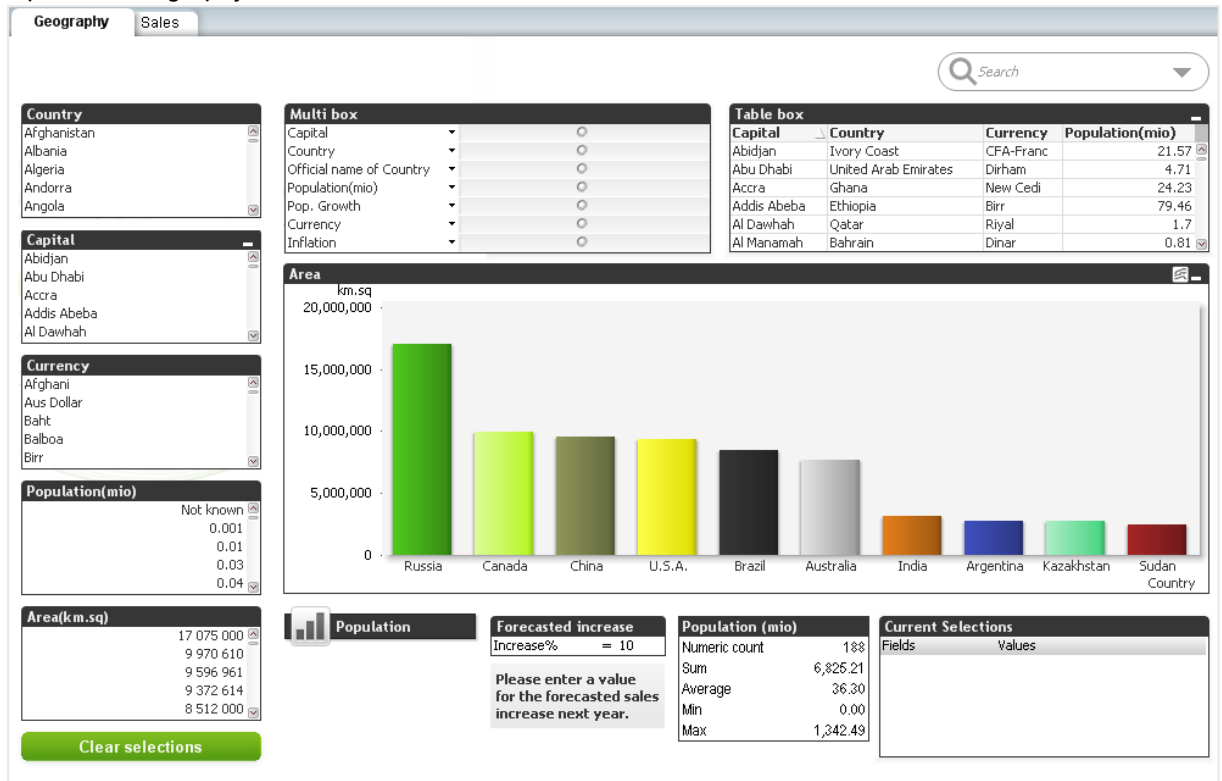 Geography
Sales
Search
Country
Afghanistan
Albania
Algeria
Andorra
Angola
Capital
Abidjan
Abu Dhabi
Accra
Addis Abeba
Al Dawhah
Currency
Afghani
Aus Dollar
Baht
Balboa
Birr
Population(mio)
Not known
0.001
0.01
0.03
0.04
Area(km.sq)
17 075 000
9 970 610
9 596 961
9 372 614
8 512 000
Clear selections
Multi box
Capital
Country
Official name of Country
Population(mio)
Pop. Growth
Currency
Inflation
Table box
Capital Country Currency Population(mio)
Abidjan Ivory Coast CFA-Franc 21.57
Abu Dhabi United Arab Emirates Dirham 4.71
Accra Ghana New Cedi 24.23
Addis Abeba Ethiopia Birr 79.46
Al Dawhah Qatar Riyal 1.7
Al Manamah Bahrain Dinar 0.81
Area
km.sq
20,000,000
15,000,000
10,000,000
5,000,000
0
Russia Canada China U.S.A. Brazil Australia India Argentina Kazakhstan Sudan
Country
Population
Forecasted increase
Increase% = 10
Please enter a value
for the forecasted sales
increase next year.
Population (mio)
Numeric count 188
Sum 6,825.21
Average 36.30
Min 0.00
Max 1,342.49
Current Selections
Fields Values